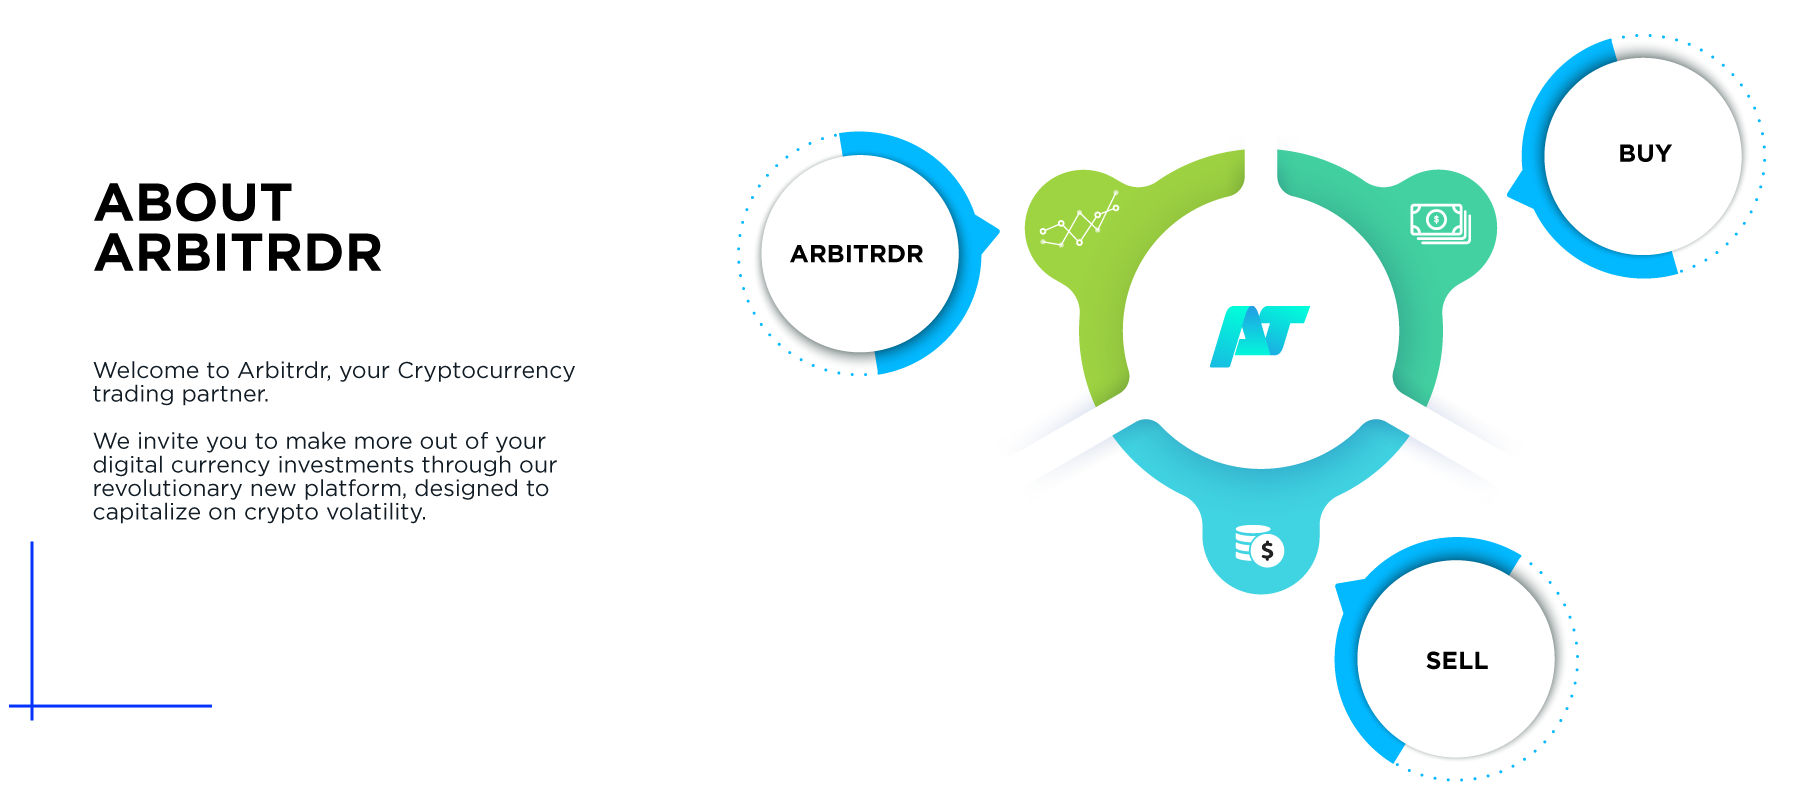 ABOUT
ARBITRDR
Welcome to Arbitrdr, your Cryptocurrency
trading partner.
We invite you to make more out of your
digital currency investments through our
revolutionary new platform, designed to
capitalize on crypto volatility.
ARBITRDR
BUY
$
AT
$
SELL